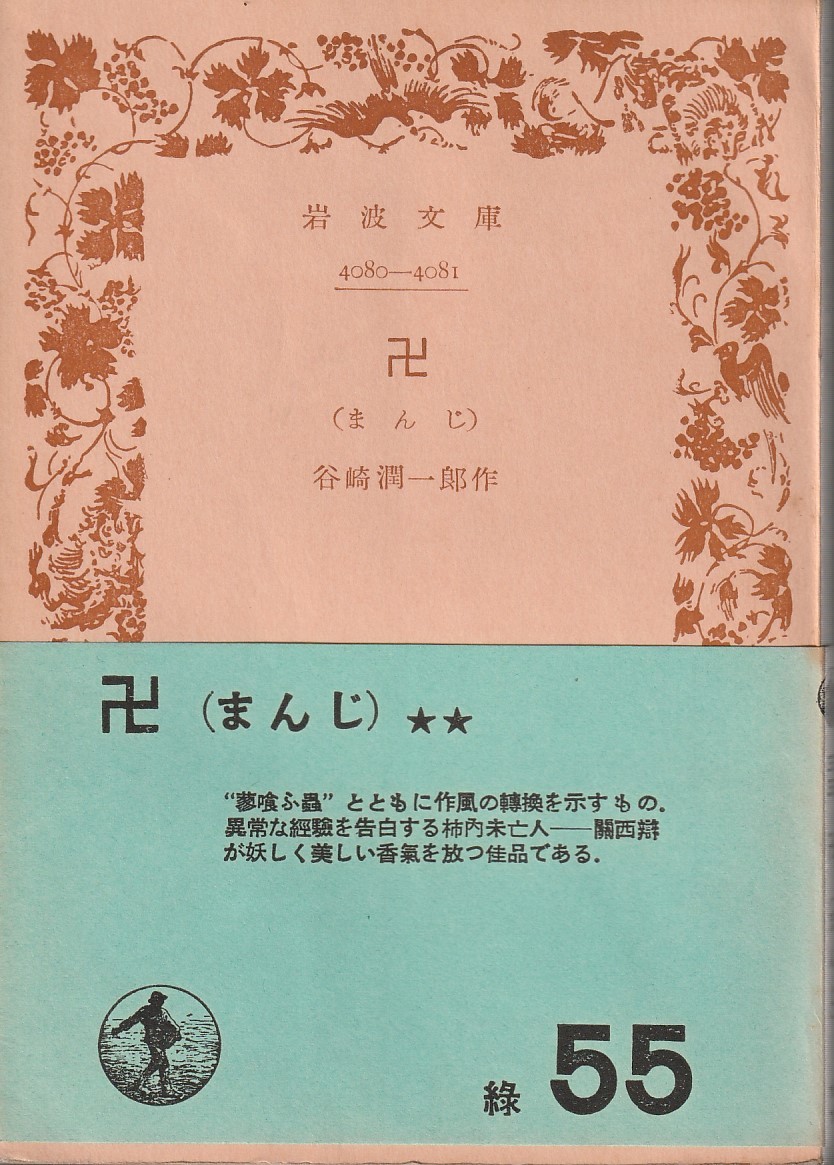 岩波文庫
4080—4081
卍
(まんじ)
谷崎潤一郞作
卍 (まんじ) ★★
“蓼喰ふ蟲” とともに作風の轉換を示すもの。
異常な經驗を告白する柿內未亡人——關西辯
が妖しく美しい香氣を放つ佳品である。
綠 55